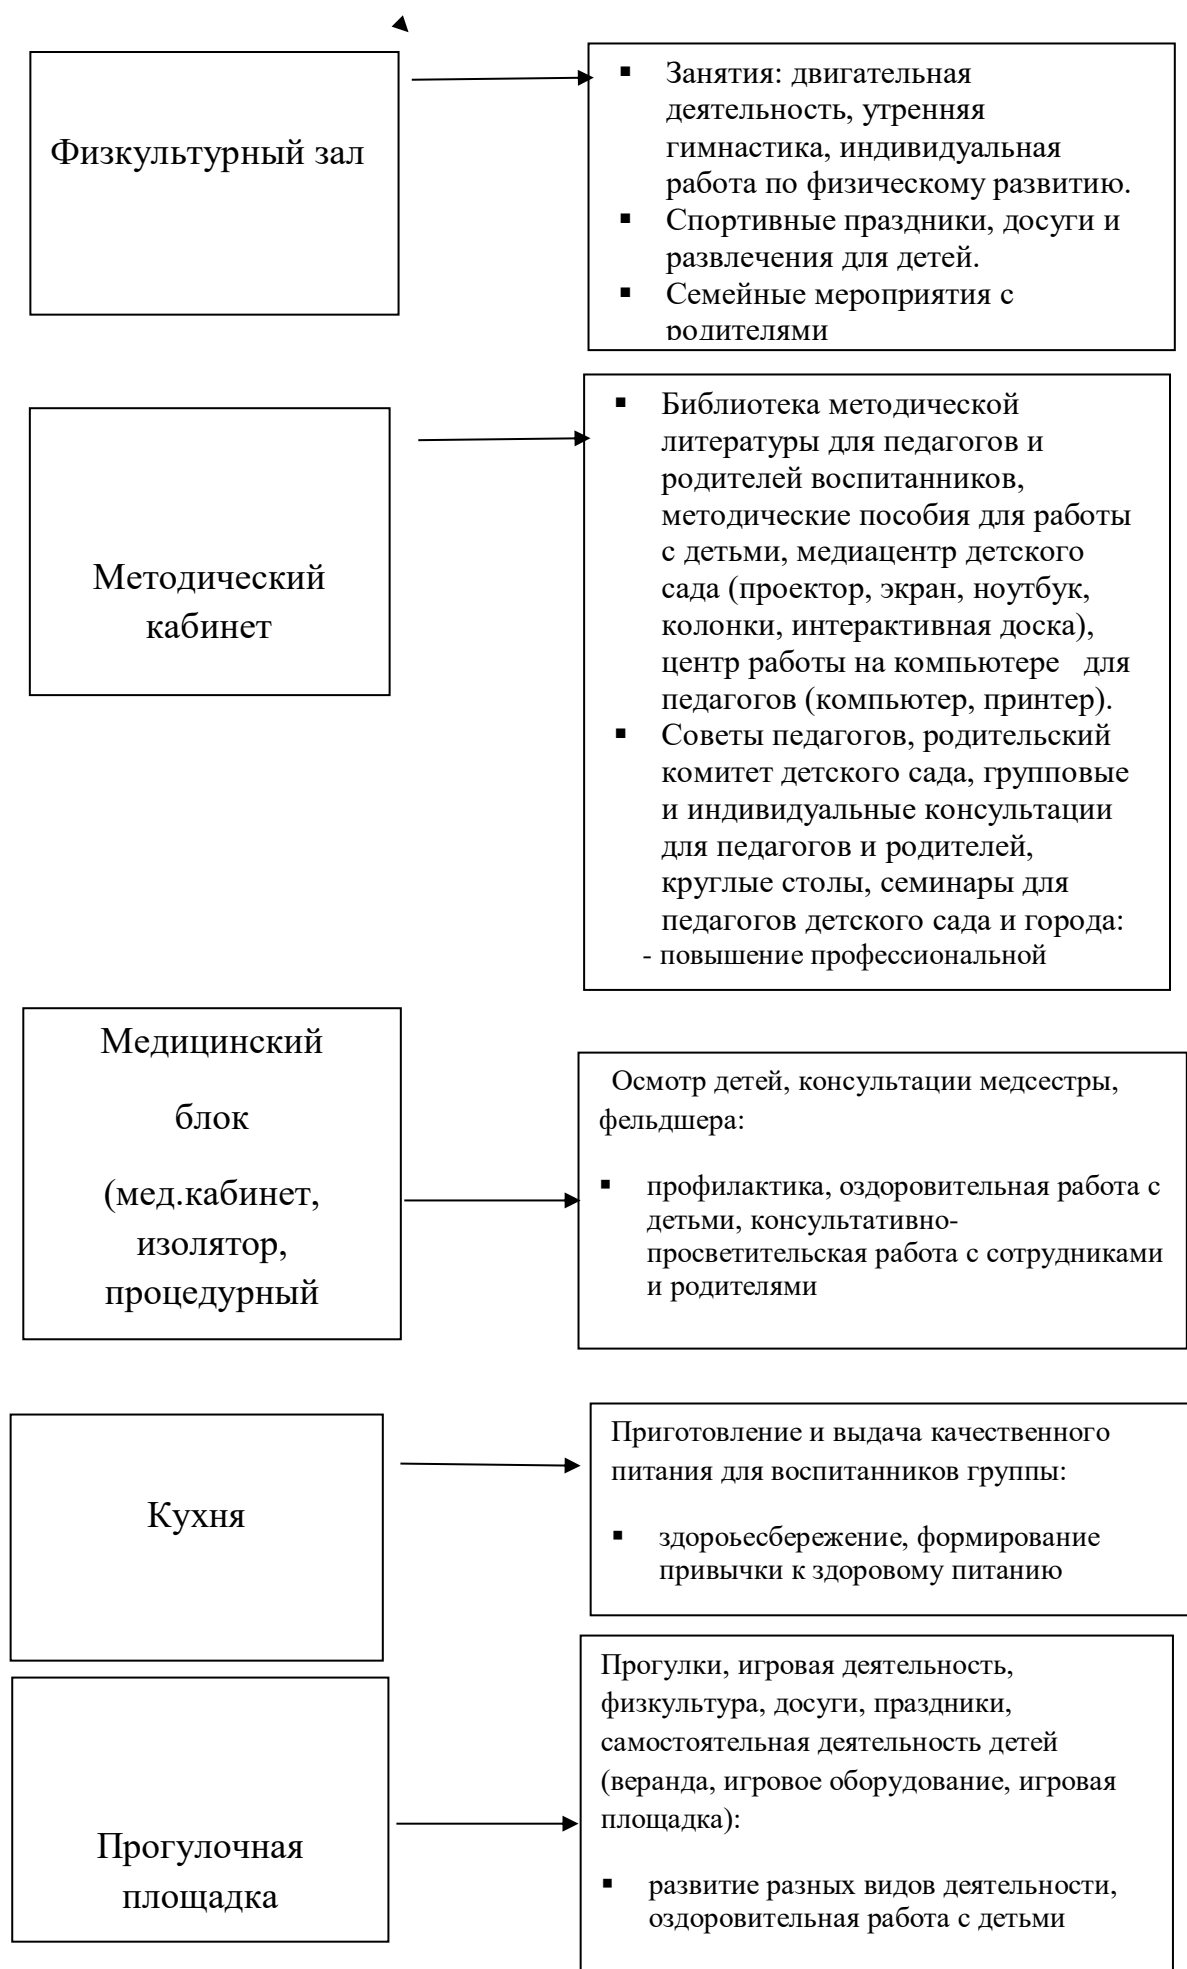 Физкультурный зал
▪ Занятия: двигательная
деятельность, утренняя
гимнастика, индивидуальная
работа по физическому развитию.
▪ Спортивные праздники, досуги и
развлечения для детей.
▪ Семейные мероприятия с
родителями
Методический
кабинет
▪ Библиотека методической
литературы для педагогов и
родителей воспитанников,
методические пособия для работы
с детьми, медиацентр детского
сада (проектор, экран, ноутбук,
колонки, интерактивная доска),
центр работы на компьютере для
педагогов (компьютер, принтер).
▪ Советы педагогов, родительский
комитет детского сада, групповые
и индивидуальные консультации
для педагогов и родителей,
круглые столы, семинары для
педагогов детского сада и города:
- повышение профессиональной
Медицинский
блок
(мед.кабинет,
изолятор,
процедурный
Осмотр детей, консультации медсестры,
фельдшера:
▪ профилактика, оздоровительная работа с
детьми, консультативно-
просветительская работа с сотрудниками
и родителями
Кухня
Приготовление и выдача качественного
питания для воспитанников группы:
▪ здороьесбережение, формирование
привычки к здоровому питанию
Прогулочная
площадка
Прогулки, игровая деятельность,
физкультура, досуги, праздники,
самостоятельная деятельность детей
(веранда, игровое оборудование, игровая
площадка):
▪ развитие разных видов деятельности,
оздоровительная работа с детьми